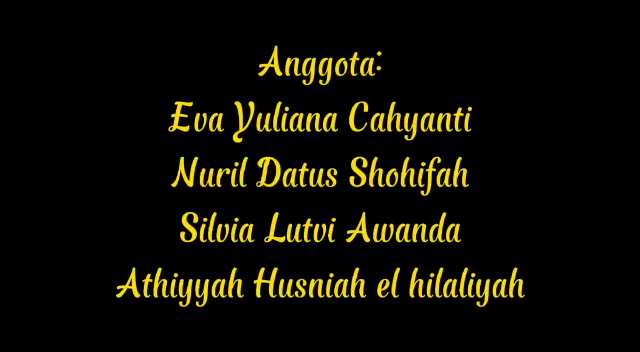 Anggota:
Eva Yuliana Cahyanti
Nuril Datus Shohifah
Silvia Lutvi Awanda
Athiyyah Husniah el hilaliyah